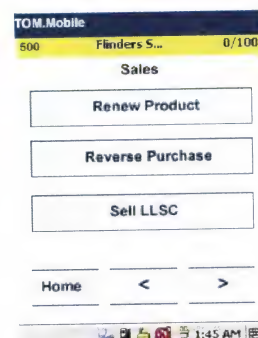 TOM.Mobile
500 Flinders S... 0/100
Sales
Renew Product
Reverse Purchase
Sell LLSC
Home < >
1:45 AM